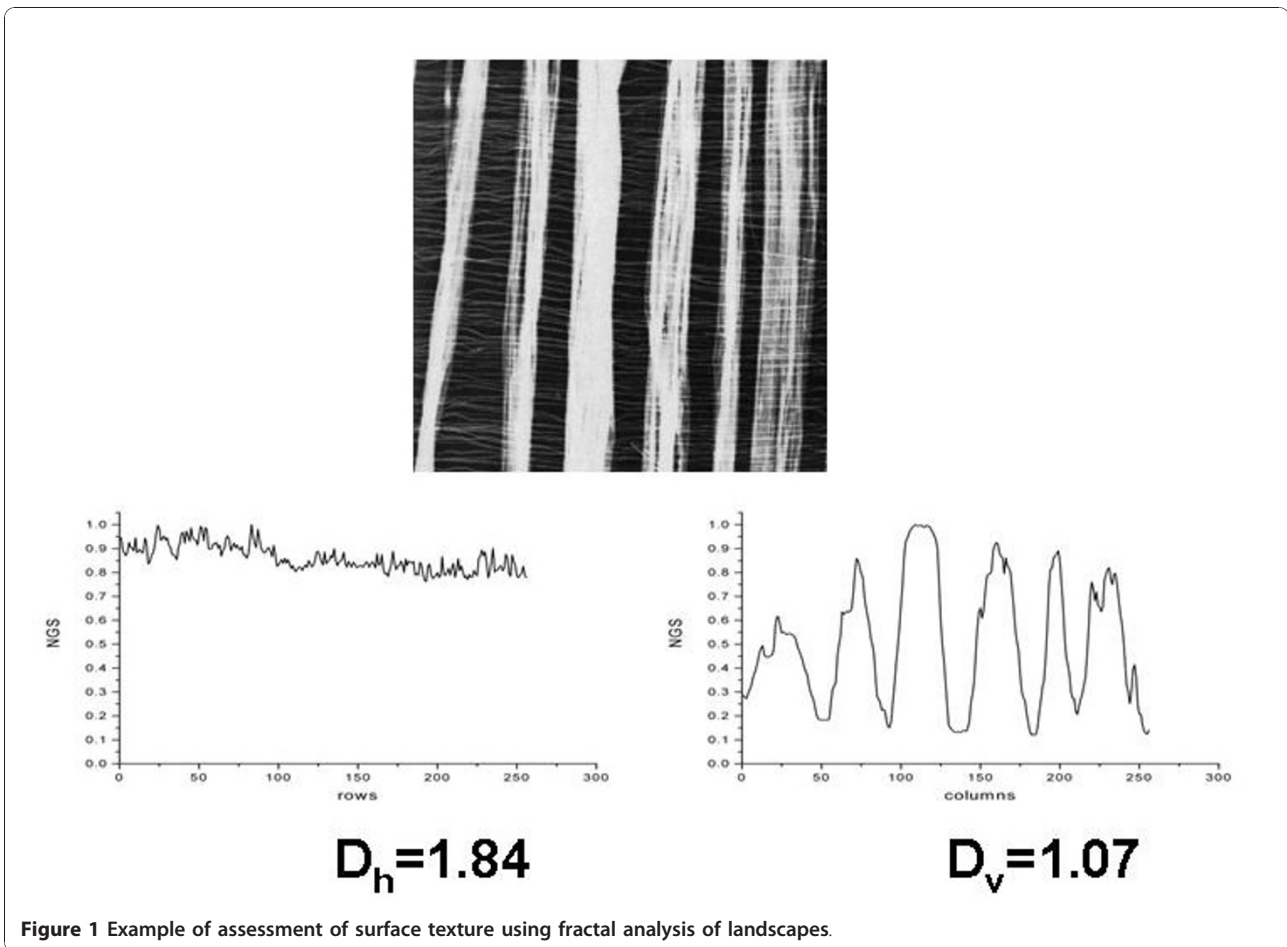 1.0
0.9
0.8
0.7
0.6
0.5
0.4
0.3
0.2
0.1
0.0
NGS
0 50 100 150 200 250 300
rows
1.0
0.9
0.8
0.7
0.6
0.5
0.4
0.3
0.2
0.1
0.0
NGS
0 50 100 150 200 250 300
columns
Dh=1.84
Dv=1.07
Figure 1 Example of assessment of surface texture using fractal analysis of landscapes.